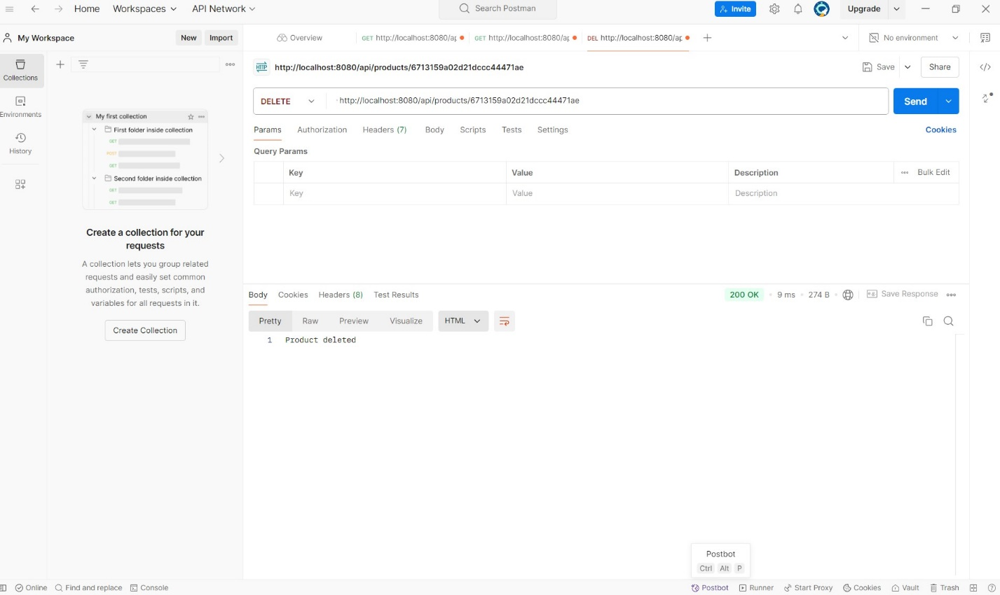 Home Workspaces API Network Search Postman Invite Upgrade
My Workspace New Import
Overview GET http://localhost:8080/ap GET http://localhost:8080/ap DEL http://localhost:8080/ap No environment
Collections
Environments
History
My first collection
First folder inside collection
GET
POST
GET
Second folder inside collection
GET
GET
Create a collection for your
requests
A collection lets you group related
requests and easily set common
authorization, tests, scripts, and
variables for all requests in it.
Create Collection
HTTP http://localhost:8080/api/products/6713159a02d21dccc44471ae Save Share
DELETE http://localhost:8080/api/products/6713159a02d21dccc44471ae Send
Params Authorization Headers (7) Body Scripts Tests Settings Cookies
Query Params
Key Value Description Bulk Edit
Key Value Description
Body Cookies Headers (8) Test Results 200 OK 9 ms 274 B Save Response
Pretty Raw Preview Visualize HTML
1 Product deleted
Postbot
Ctrl Alt P
Online Find and replace Console Postbot Runner Start Proxy Cookies Vault Trash